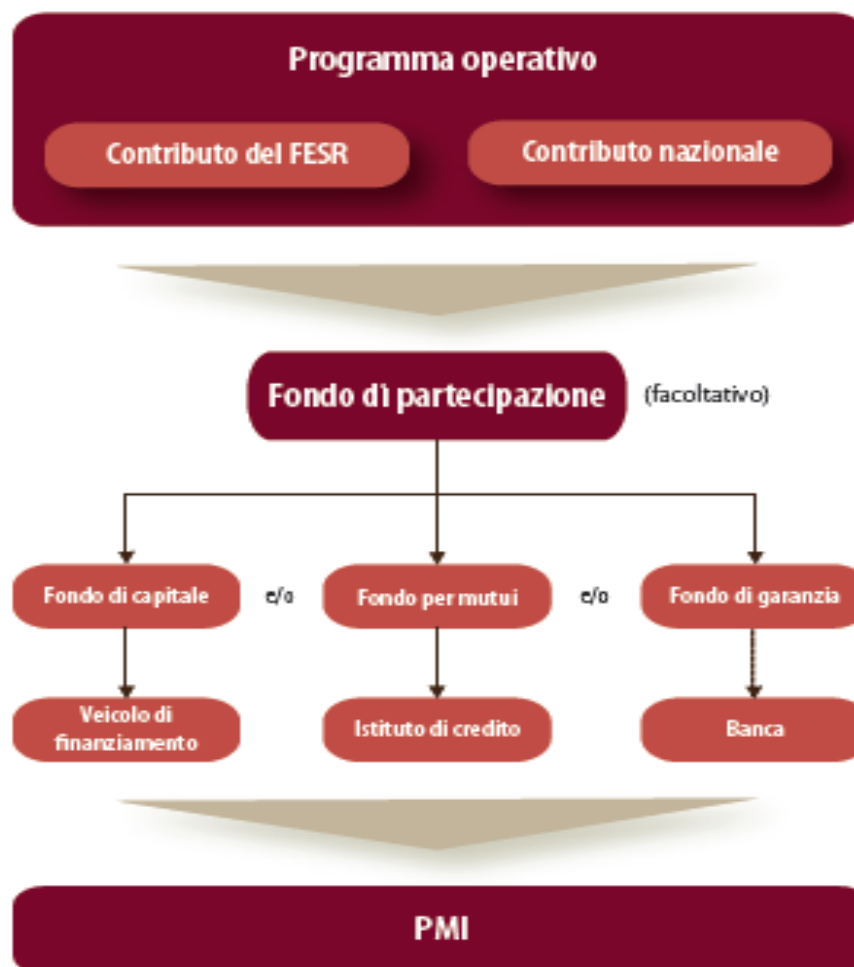 Programma operativo
Contributo del FESR
Contributo nazionale
Fondo di partecipazione
(facoltativo)
Fondo di capitale
e/o
Fondo per mutui
e/o
Fondo di garanzia
Veicolo di
finanziamento
Istituto di credito
Banca
PMI